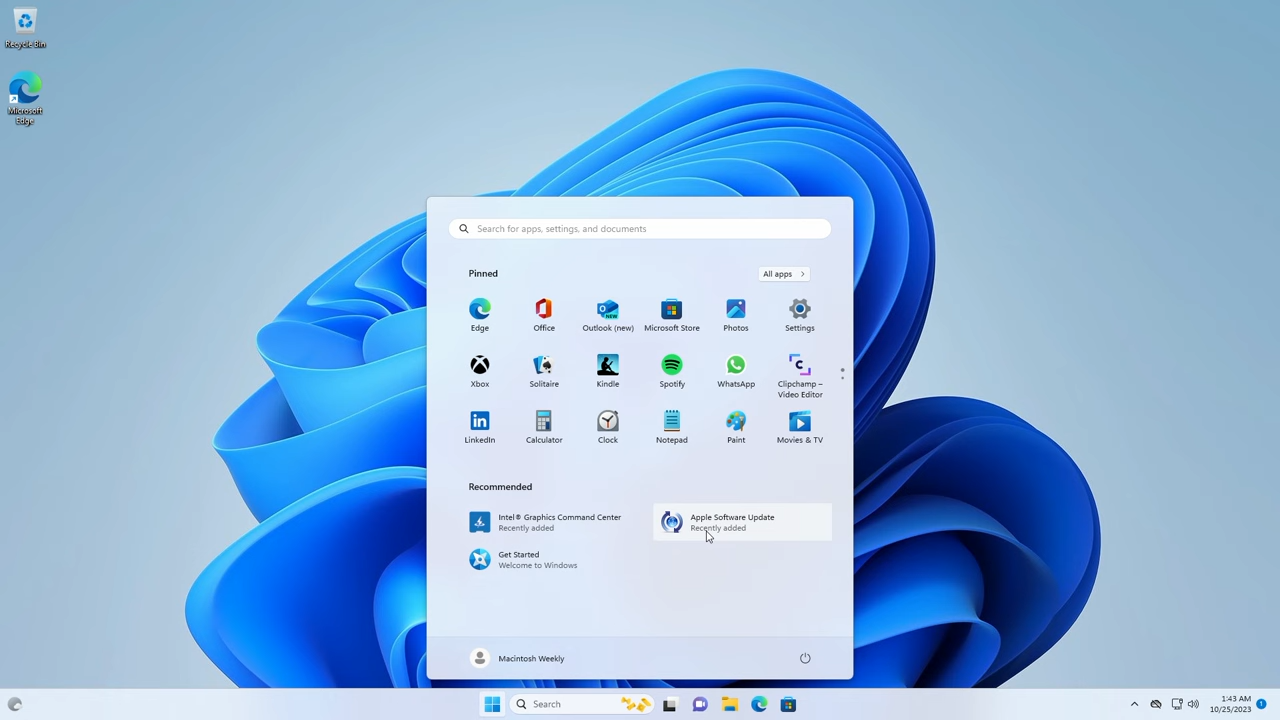 Recycle Bin
Microsoft
Edge
Search for apps, settings, and documents
Pinned
All apps
Edge
Office
Outlook (new)
Microsoft Store
Photos
Settings
Xbox
Solitaire
Kindle
Spotify
WhatsApp
Clipchamp –
Video Editor
LinkedIn
Calculator
Clock
Notepad
Paint
Movies & TV
Recommended
Intel® Graphics Command Center
Recently added
Apple Software Update
Recently added
Get Started
Welcome to Windows
Macintosh Weekly
Search
1:43 AM
10/25/2023
1